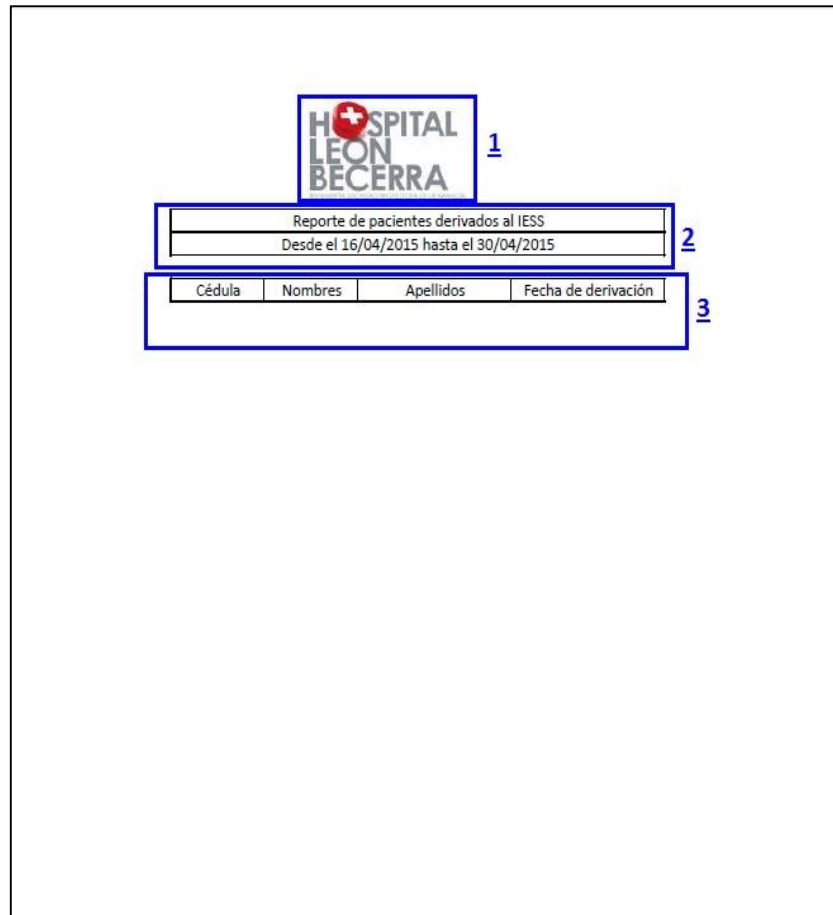 HOSPITAL
LEÓN
BECERRA
1
Reporte de pacientes derivados al IESS
Desde el 16/04/2015 hasta el 30/04/2015
2
Cédula Nombres Apellidos Fecha de derivación
3